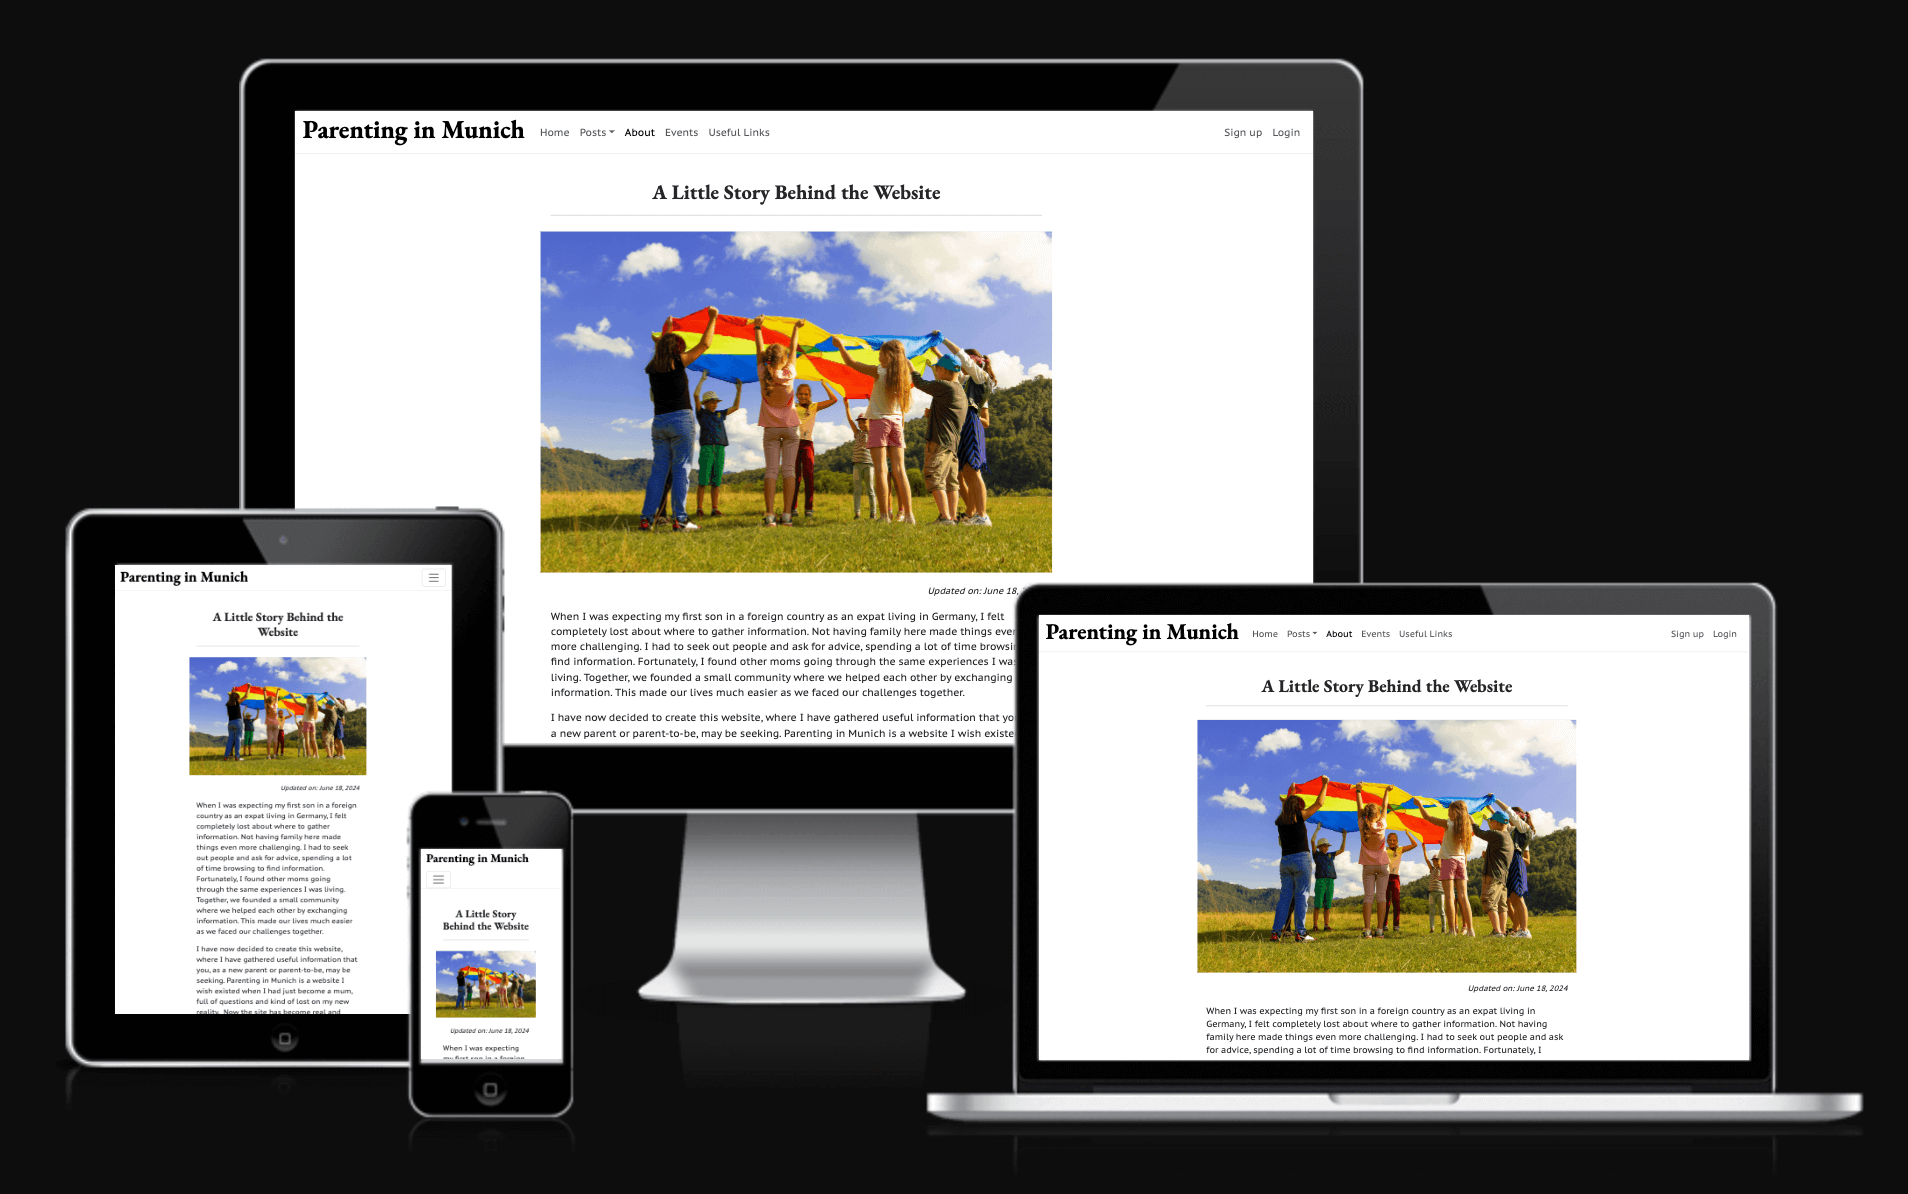 Parenting in Munich Home Posts About Events Useful Links Sign up Login
A Little Story Behind the Website
Updated on: June 18,
When I was expecting my first son in a foreign country as an expat living in Germany, I felt
completely lost about where to gather information. Not having family here made things even
more challenging. I had to seek out people and ask for advice, spending a lot of time
find information. Fortunately, I found other moms going through the same experiences I was
living. Together, we founded a small community where we helped each other by exchanging
information. This made our lives much easier as we faced our challenges together.
I have now decided to create this website, where I have gathered useful information that
a new parent or parent-to-be, may be seeking. Parenting in Munich is a website I wish
Parenting in Munich
A Little Story Behind the
Website
Updated on: June 18, 2024
When I was expecting my first son in a foreign
country as an expat living in Germany, I felt
completely lost about where to gather
information. Not having family here made
things even more challenging. I had to seek
out people and ask for advice, spending a lot
of time browsing to find information.
Fortunately, I found other moms going
through the same experiences I was living.
Together, we founded a small community
where we helped each other by exchanging
information. This made our lives much easier
as we faced our challenges together.
I have now decided to create this website,
where I have gathered useful information that
you, as a new parent or parent-to-be, may be
seeking. Parenting in Munich is a website I
wish existed when I had just become a mum,
full of questions and kind of lost on my new
reality. Now the site has become real and
Parenting in Munich
A Little Story
Behind the Website
Updated on: June 18, 2024
When I was expecting
my first son in a foreign
Parenting in Munich Home Posts About Events Useful Links Sign up Login
A Little Story Behind the Website
Updated on: June 18, 2024
When I was expecting my first son in a foreign country as an expat living in
Germany, I felt completely lost about where to gather information. Not having
family here made things even more challenging. I had to seek out people and ask
for advice, spending a lot of time browsing to find information. Fortunately, I